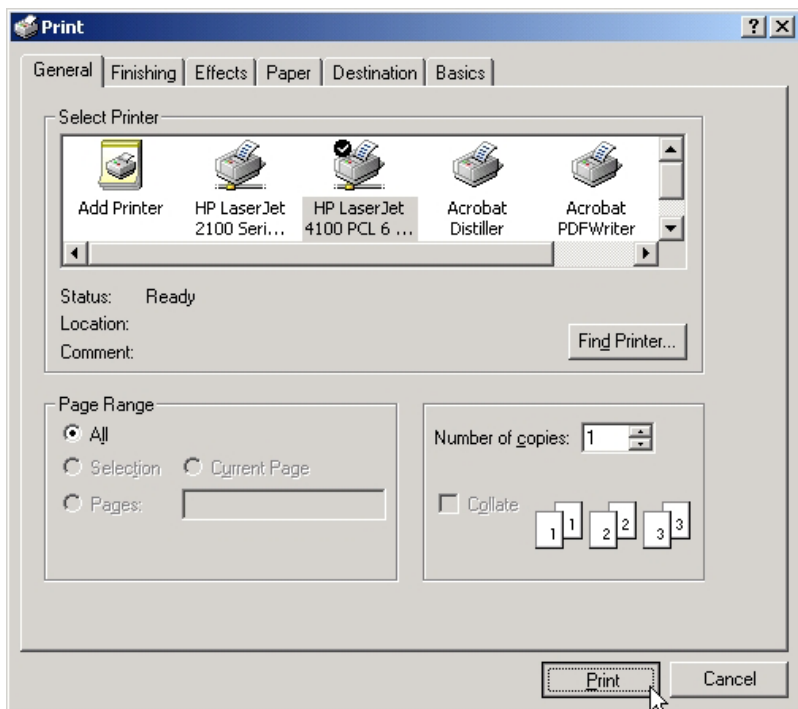 Print
General Finishing Effects Paper Destination Basics
Select Printer
Add Printer
HP LaserJet
2100 Seri...
HP LaserJet
4100 PCL 6 ...
Acrobat
Distiller
Acrobat
PDFWriter
Status: Ready
Location:
Comment:
Find Printer...
Page Range
All
Selection Current Page
Pages:
Number of copies: 1
Collate
1 1 2 2 3 3
Print Cancel